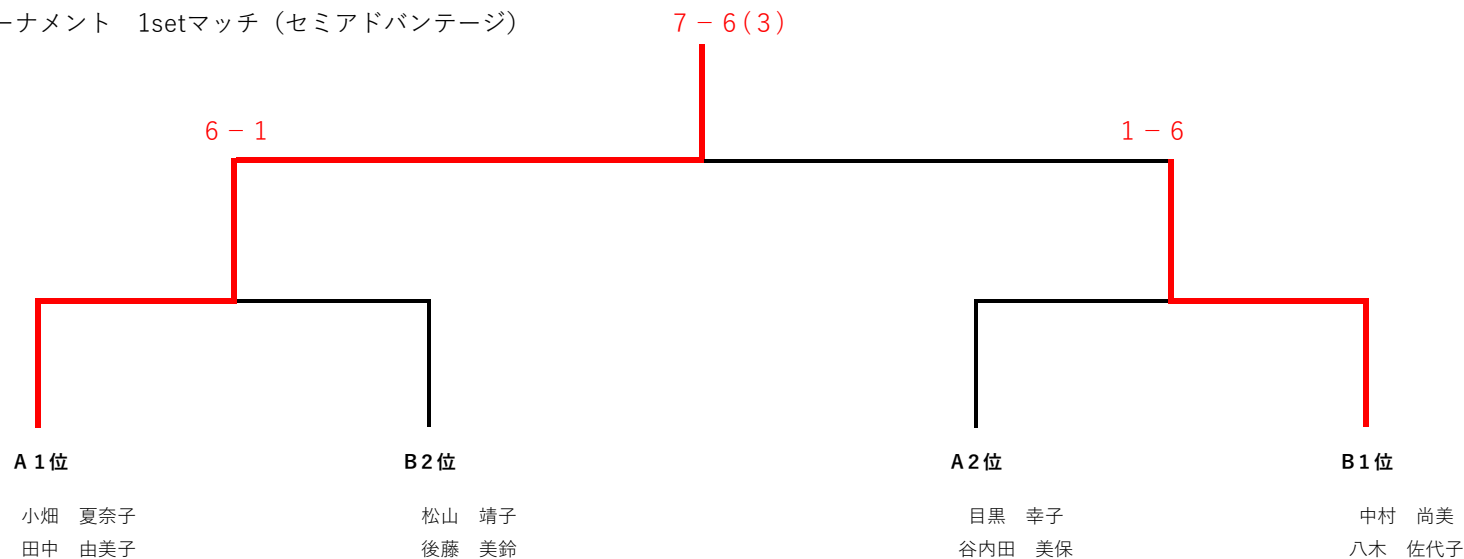 ーナメント　1setマッチ（セミアドバンテージ）　7－6(3)
6－1　1－6
A1位　B2位　A2位　B1位
小畑　夏奈子　松山　靖子　目黒　幸子　中村　尚美
田中　由美子　後藤　美鈴　谷内田　美保　八木　佐代子